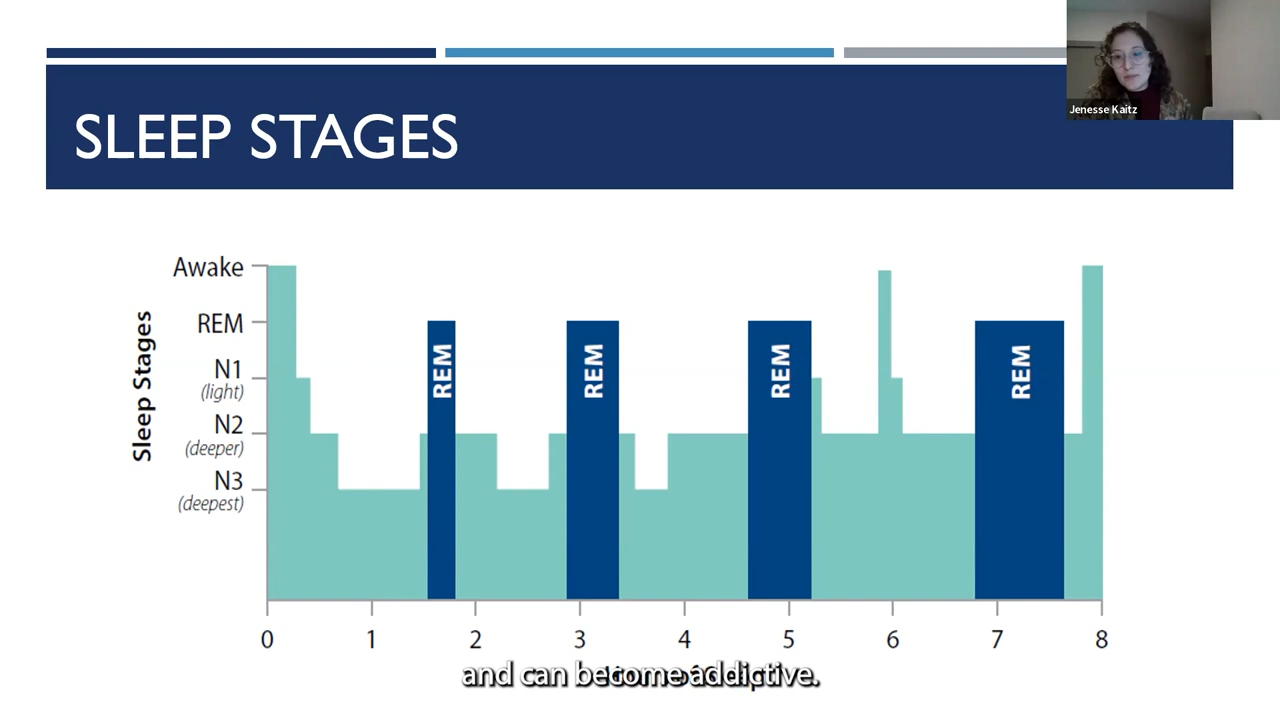 Jenesse Kaitz
SLEEP STAGES
Sleep Stages
Awake
REM
N1
(light)
N2
(deeper)
N3
(deepest)
REM
REM
REM
REM
0 1 2 3 4 5 6 7 8
and can become addictive.